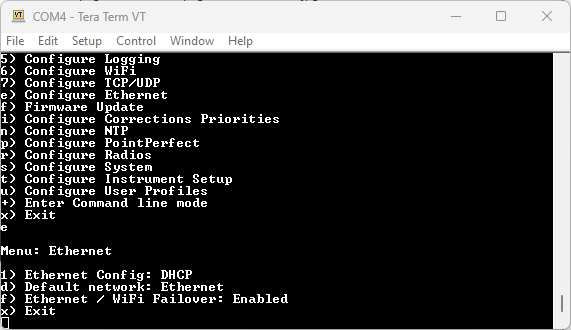 COM4 - Tera Term VT
File Edit Setup Control Window Help
5) Configure Logging
6) Configure WiFi
7) Configure TCP/UDP
e) Configure Ethernet
f) Firmware Update
i) Configure Corrections Priorities
n) Configure NTP
p) Configure PointPerfect
r) Configure Radios
s) Configure System
t) Configure Instrument Setup
u) Configure User Profiles
+) Enter Command line mode
x) Exit
e
Menu: Ethernet
1) Ethernet Config: DHCP
d) Default network: Ethernet
f) Ethernet / WiFi Failover: Enabled
x) Exit